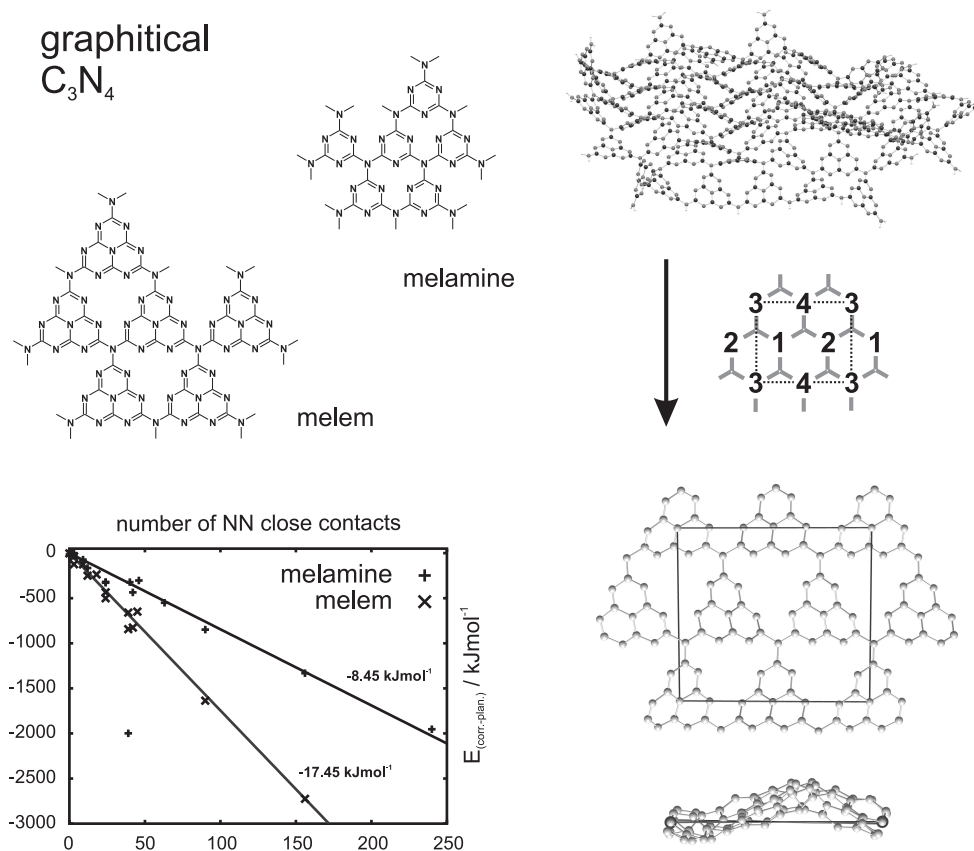 graphitical
C₃N₄
melamine
melem
3 4 3
2 1 2 1
3 4 3
number of NN close contacts
melamine +
melem ×
0
-500
-1000
-1500
-2000
-2500
-3000
-8.45 kJmol⁻¹
-17.45 kJmol⁻¹
E(corr.-plan.) / kJmol⁻¹
0 50 100 150 200 250